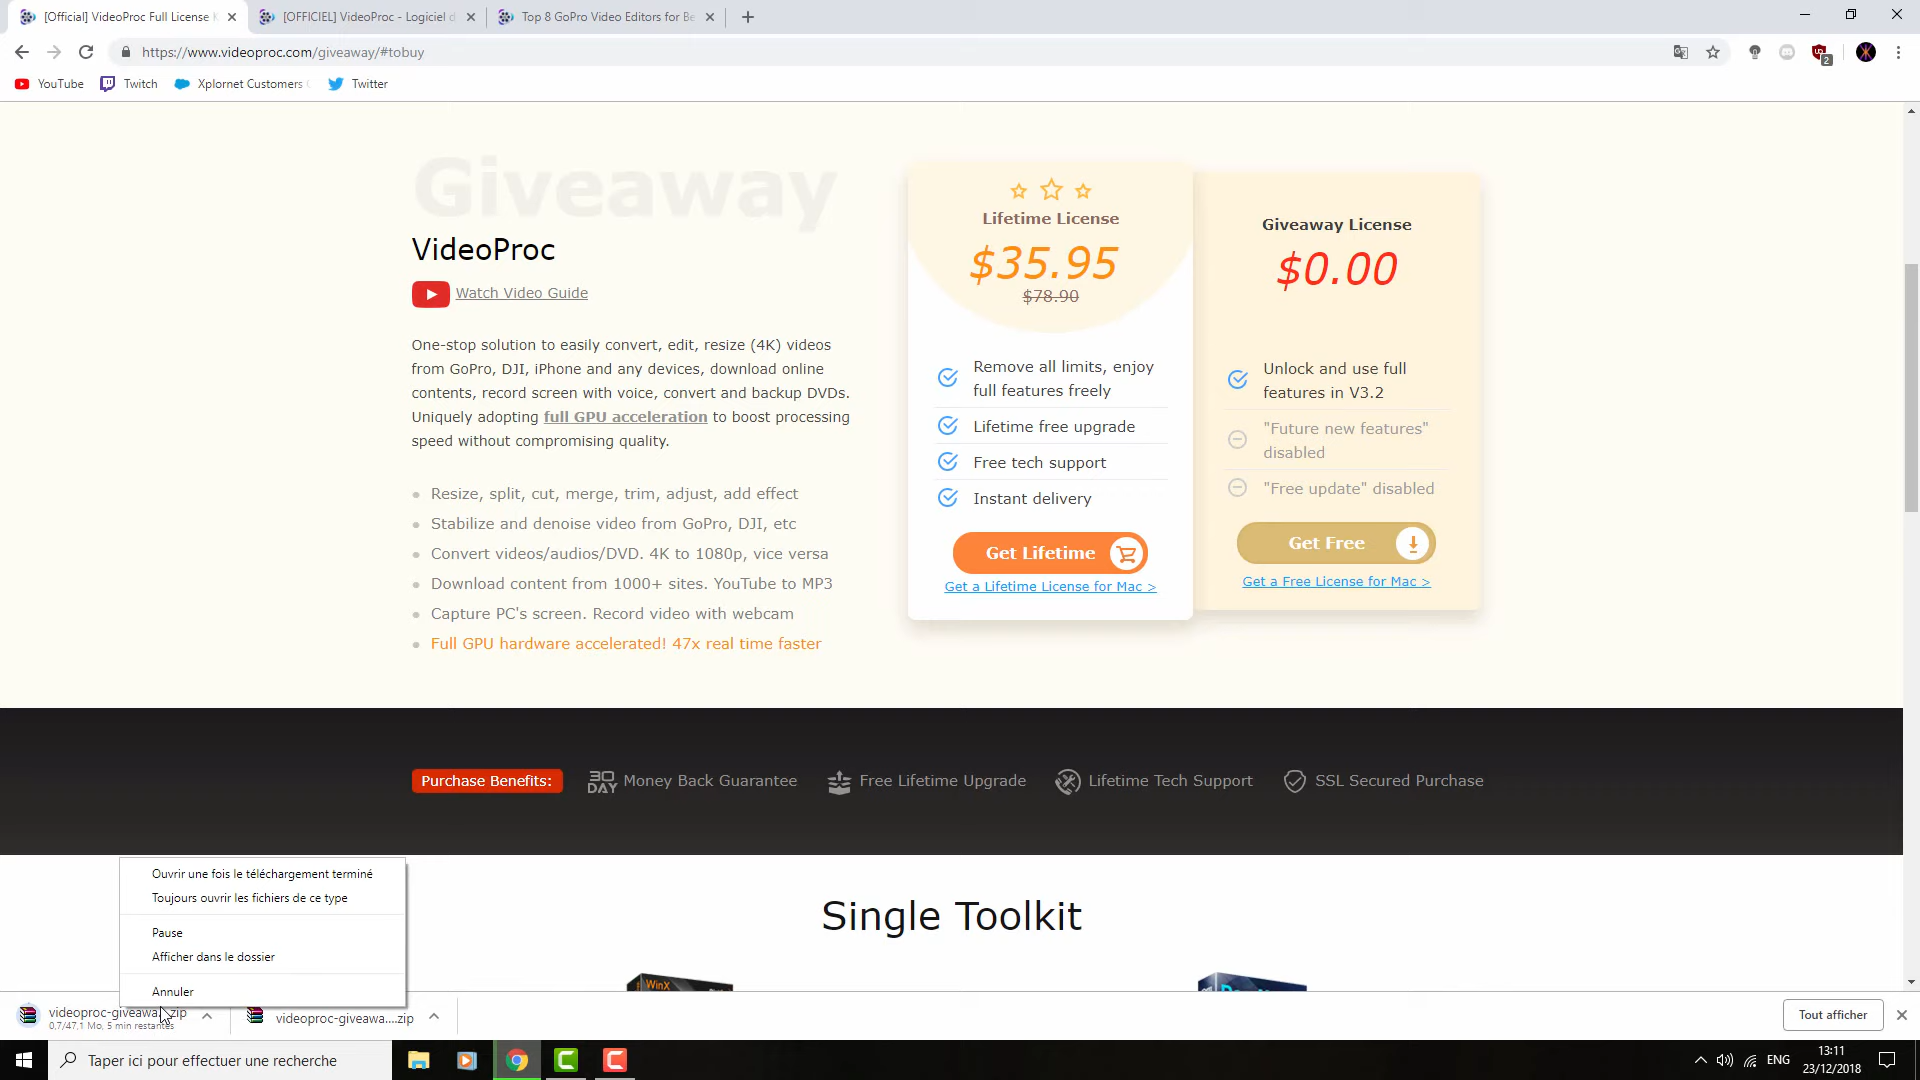 [Official] VideoProc Full License K
[OFFICIEL] VideoProc - Logiciel d
Top 8 GoPro Video Editors for Be
https://www.videoproc.com/giveaway/#tobuy
2
YouTube
Twitch
Xplornet Customers
Twitter
Giveaway
VideoProc
Watch Video Guide
One-stop solution to easily convert, edit, resize (4K) videos
from GoPro, DJI, iPhone and any devices, download online
contents, record screen with voice, convert and backup DVDs.
Uniquely adopting full GPU acceleration to boost processing
speed without compromising quality.
Resize, split, cut, merge, trim, adjust, add effect
Stabilize and denoise video from GoPro, DJI, etc
Convert videos/audios/DVD. 4K to 1080p, vice versa
Download content from 1000+ sites. YouTube to MP3
Capture PC's screen. Record video with webcam
Full GPU hardware accelerated! 47x real time faster
Lifetime License
$35.95
$78.90
Remove all limits, enjoy
full features freely
Lifetime free upgrade
Free tech support
Instant delivery
Get Lifetime
Get a Lifetime License for Mac >
Giveaway License
$0.00
Unlock and use full
features in V3.2
"Future new features"
disabled
"Free update" disabled
Get Free
Get a Free License for Mac >
Purchase Benefits:
30 DAY Money Back Guarantee
Free Lifetime Upgrade
Lifetime Tech Support
SSL Secured Purchase
Single Toolkit
WinX
Ouvrir une fois le téléchargement terminé
Toujours ouvrir les fichiers de ce type
Pause
Afficher dans le dossier
Annuler
videoproc-giveawa....zip
0,7/47,1 Mo, 5 min restantes
videoproc-giveawa....zip
Tout afficher
Taper ici pour effectuer une recherche
ENG
13:11
23/12/2018